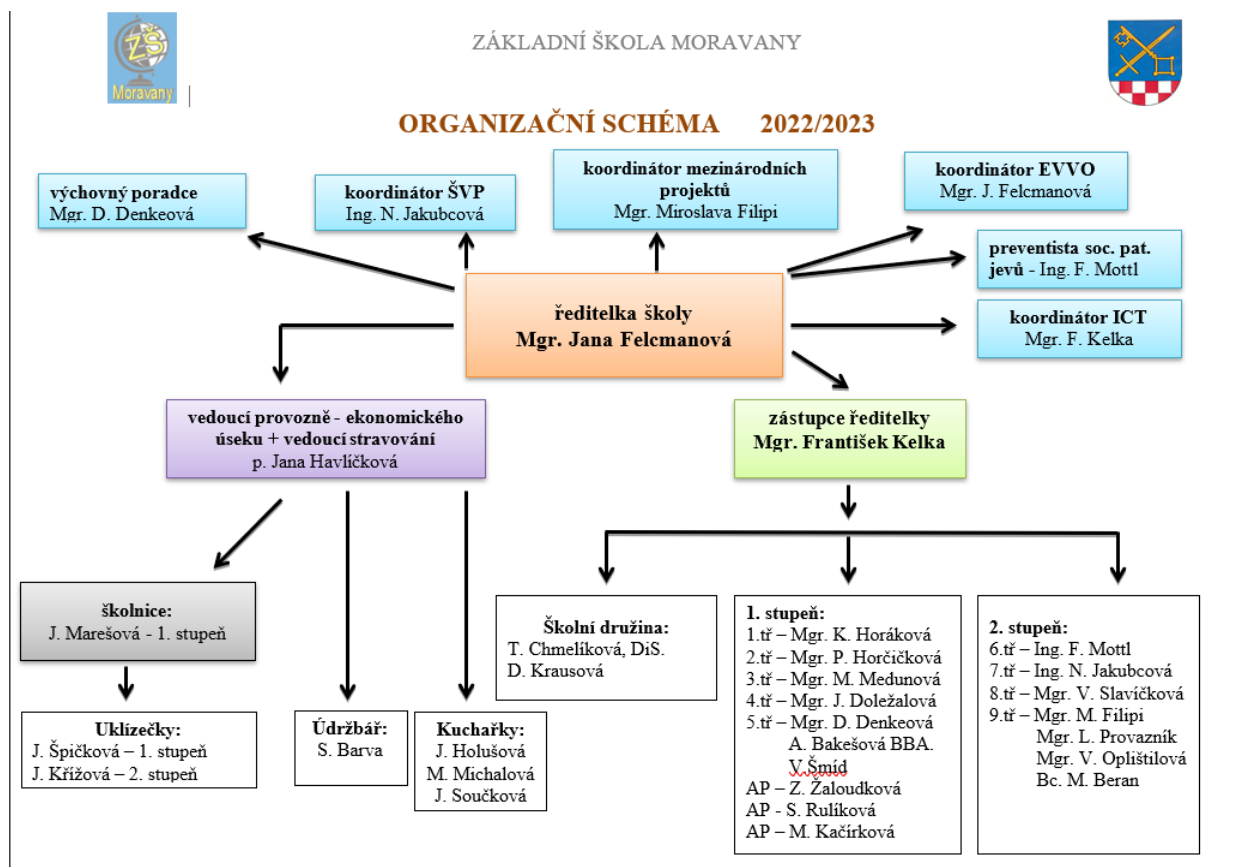 ZŠ
Moravany
ZÁKLADNÍ ŠKOLA MORAVANY
ORGANIZAČNÍ SCHÉMA 2022/2023
výchovný poradce
Mgr. D. Denkeová
koordinátor ŠVP
Ing. N. Jakubcová
koordinátor mezinárodních
projektů
Mgr. Miroslava Filipi
koordinátor EVVO
Mgr. J. Felcmanová
preventista soc. pat.
jevů - Ing. F. Mottl
koordinátor ICT
Mgr. F. Kelka
ředitelka školy
Mgr. Jana Felcmanová
vedoucí provozně - ekonomického
úseku + vedoucí stravování
p. Jana Havlíčková
zástupce ředitelky
Mgr. František Kelka
školnice:
J. Marešová - 1. stupeň
Uklízečky:
J. Špičková – 1. stupeň
J. Křížová – 2. stupeň
Údržbář:
S. Barva
Kuchařky:
J. Holušová
M. Michalová
J. Součková
Školní družina:
T. Chmelíková, DiS.
D. Krausová
1. stupeň:
1.tř – Mgr. K. Horáková
2.tř – Mgr. P. Horčičková
3.tř – Mgr. M. Medunová
4.tř – Mgr. J. Doležalová
5.tř – Mgr. D. Denkeová
A. Bakešová BBA.
V.Šmíd
AP – Z. Žaloudková
AP - S. Rulíková
AP – M. Kačírková
2. stupeň:
6.tř – Ing. F. Mottl
7.tř – Ing. N. Jakubcová
8.tř – Mgr. V. Slavíčková
9.tř – Mgr. M. Filipi
Mgr. L. Provazník
Mgr. V. Oplištilová
Bc. M. Beran